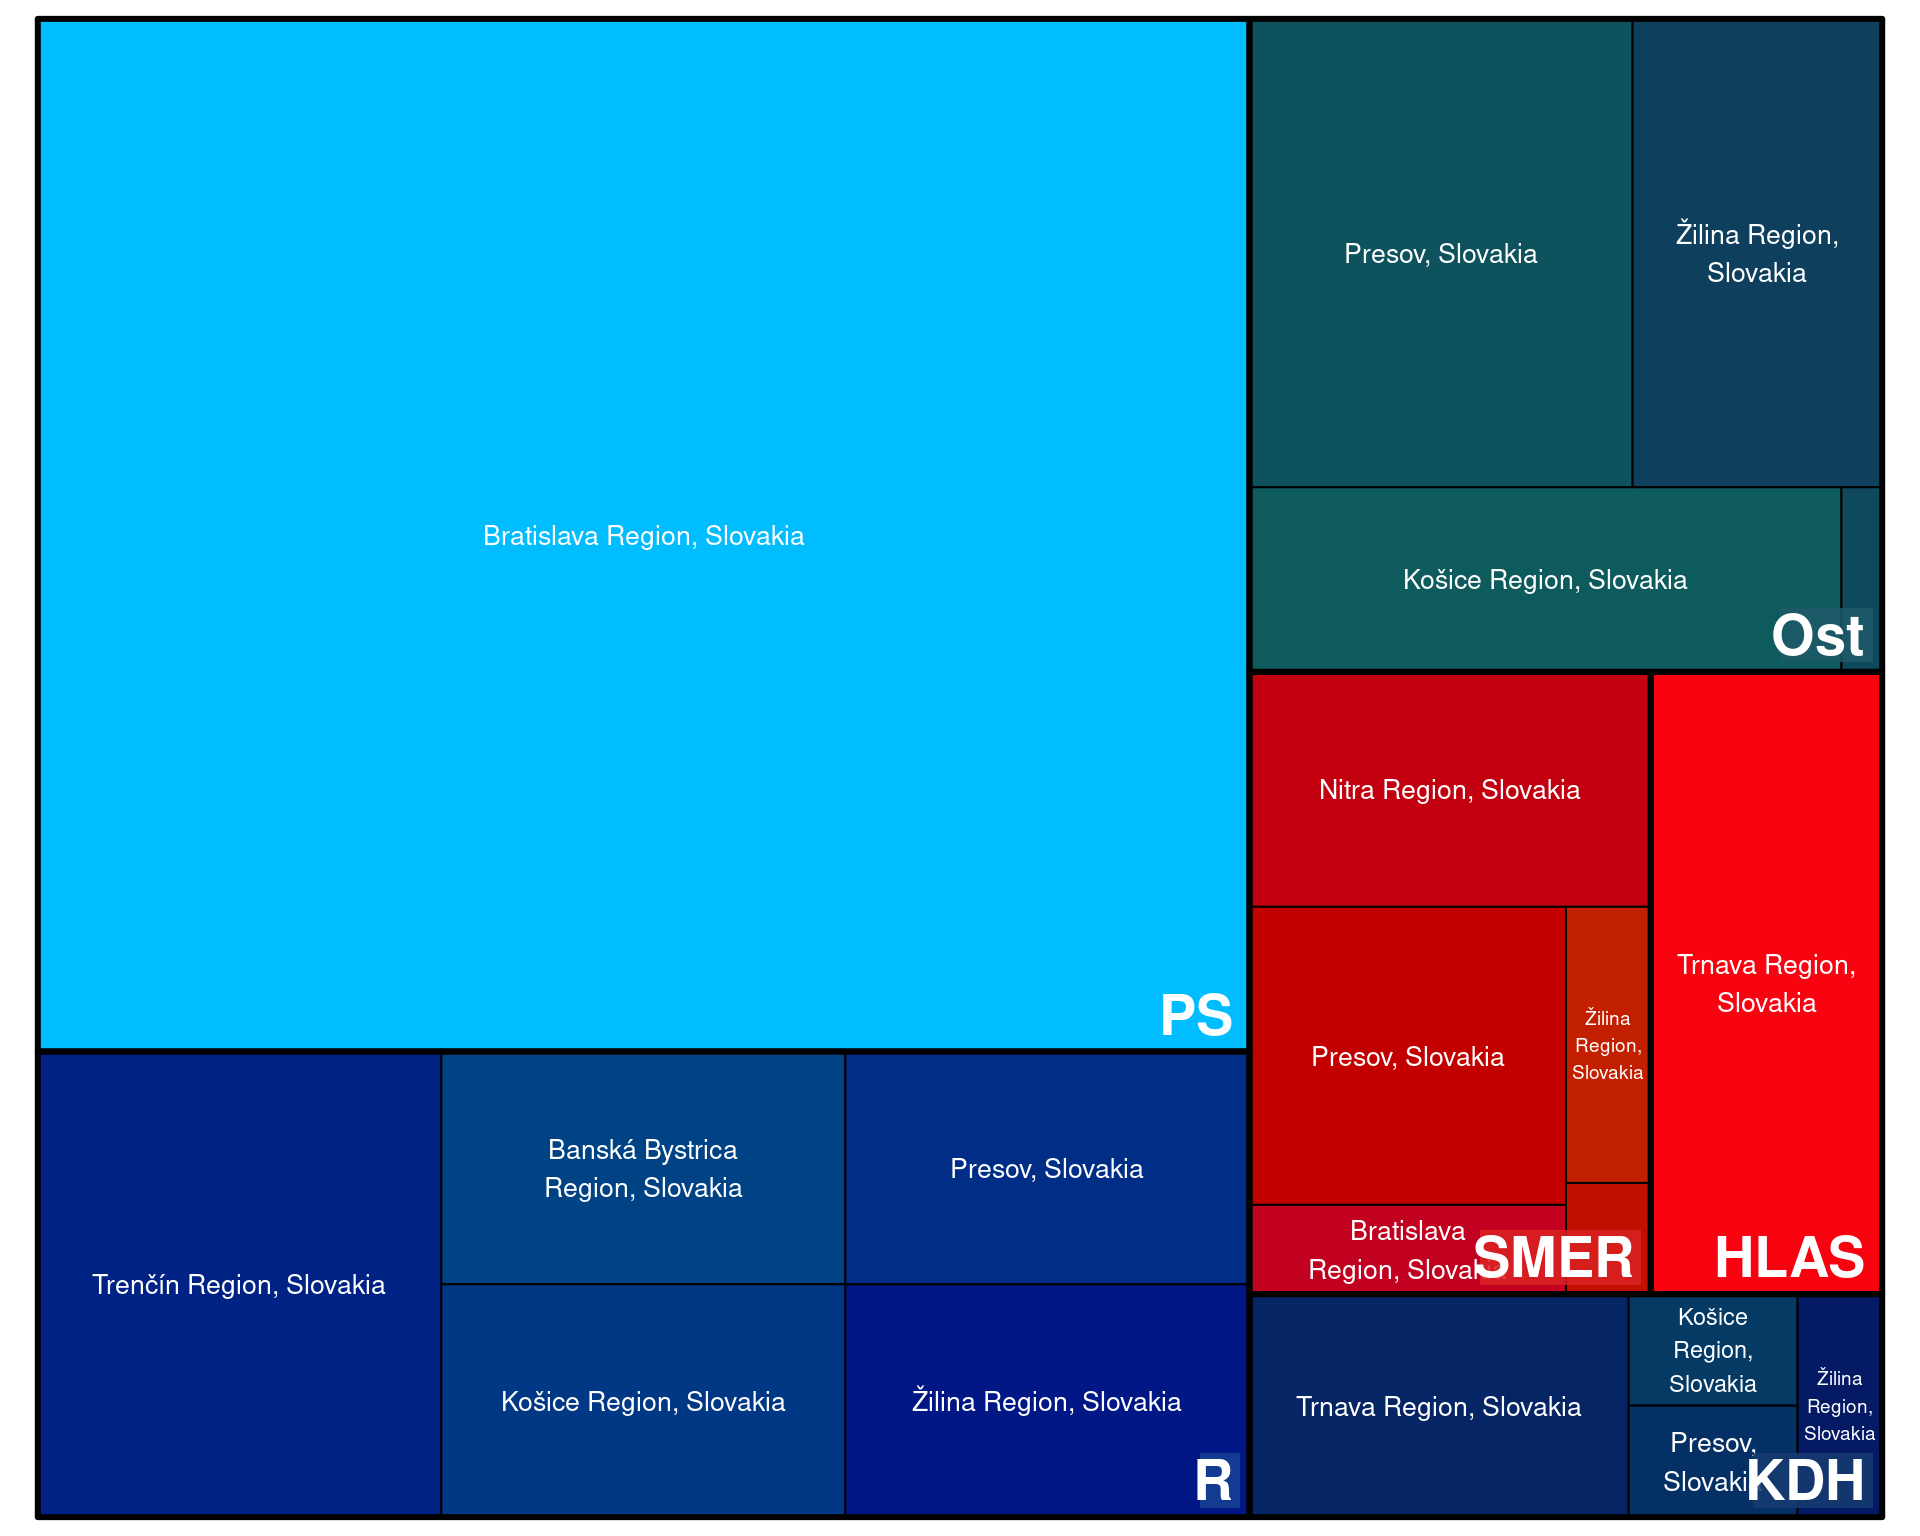 Bratislava Region, Slovakia
PS
Presov, Slovakia
Žilina Region,
Slovakia
Košice Region, Slovakia
Ost
Nitra Region, Slovakia
Presov, Slovakia
Žilina
Region,
Slovakia
Bratislava
Region, Slovakia
SMER
Trnava Region,
Slovakia
HLAS
Trenčín Region, Slovakia
Banská Bystrica
Region, Slovakia
Presov, Slovakia
Košice Region, Slovakia
Žilina Region, Slovakia
R
Trnava Region, Slovakia
Košice
Region,
Slovakia
Presov,
Slovakia
Žilina
Region,
Slovakia
KDH